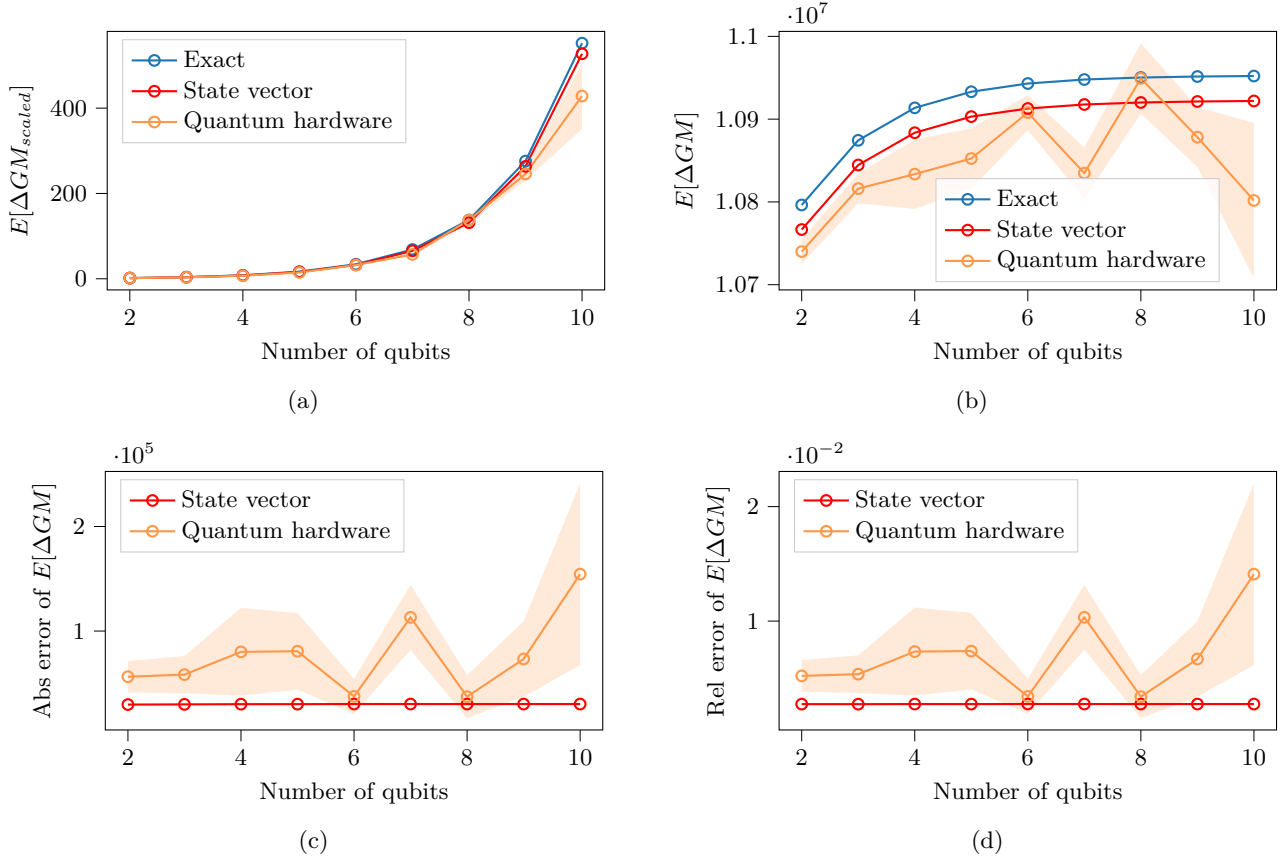 Exact
State vector
Quantum hardware
400
200
0
E[ΔGM_{scaled}]
2
4
6
8
10
Number of qubits
(a)
·10^7
1.1
1.09
1.08
1.07
E[ΔGM]
Exact
State vector
Quantum hardware
2
4
6
8
10
Number of qubits
(b)
·10^5
State vector
Quantum hardware
2
1
Abs error of E[ΔGM]
2
4
6
8
10
Number of qubits
(c)
·10^{−2}
State vector
Quantum hardware
2
1
Rel error of E[ΔGM]
2
4
6
8
10
Number of qubits
(d)